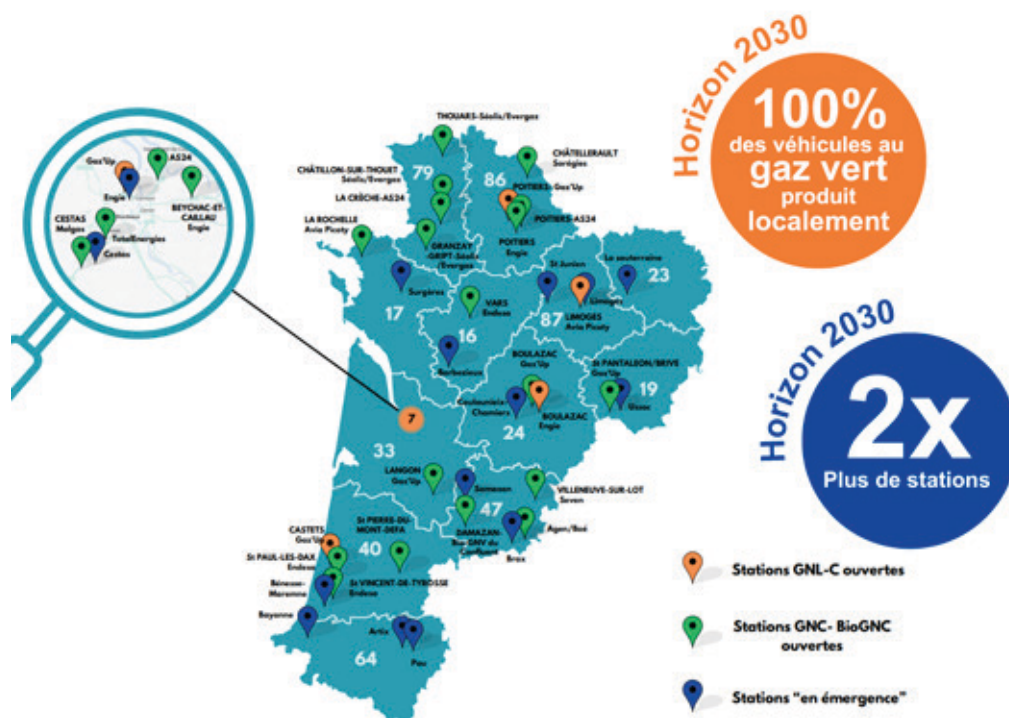 Horizon 2030
100%
des véhicules au
gaz vert
produit
localement
Horizon 2030
2x
Plus de stations
Gaz'Up
AS24
Engie
BEYCHAC-ET-
CAILLAU
Engie
CESTAS
Molgas
TotalEnergies
Cestas
THOUARS-Séolis/Evergaz
CHÂTILLON-SUR-THOUET
Séolis/Evergaz
79
LA CRÈCHE-AS24
CHÂTELLERAULT
Sorégies
86
POITIERS-Gaz'Up
POITIERS-AS24
POITIERS
Engie
LA ROCHELLE
Avia Picoty
GRANZAY
-GRIPT-Séolis
/Evergaz
Surgères
17
VARS
Endesa
16
Barbezieux
St Junien
La souterraine
23
Limoges
87
LIMOGES
Avia Picoty
BOULAZAC
Gaz'Up
Coulounieix-
Chamiers
BOULAZAC
Engie
24
St PANTALEON/BRIVE
Gaz'Up
19
Ussac
7
33
LANGON
Gaz'Up
Samazan
VILLENEUVE-SUR-LOT
Seven
47
DAMAZAN-
Bio-GNV du
Confluent
Agen/Boé
Brax
CASTETS
Gaz'Up
St PIERRE-DU-
MONT-DEFA
40
St PAUL-LES-DAX
Endesa
St VINCENT-DE-TYROSSE
Endesa
Bénesse-
Maremne
Bayonne
Artix
Pau
64
Stations GNL-C ouvertes
Stations GNC- BioGNC
ouvertes
Stations "en émergence"